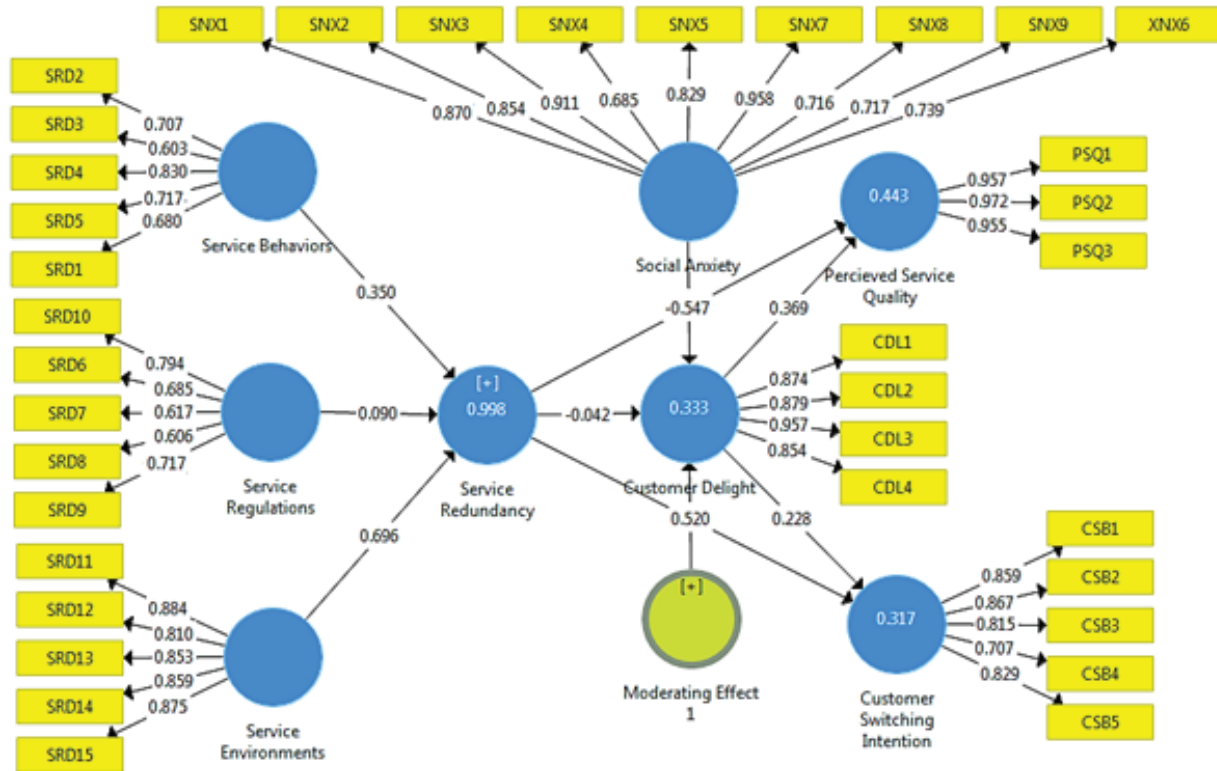 SNX1 SNX2 SNX3 SNX4 SNX5 SNX7 SNX8 SNX9 XNX6
0.870 0.854 0.911 0.685 0.829 0.958 0.716 0.717 0.739
SRD2
SRD3
SRD4
SRD5
SRD1
0.707
0.603
0.830
0.717
0.680
Service Behaviors
0.350
Social Anxiety
0.443
Percieved Service
Quality
0.957
0.972
0.955
PSQ1
PSQ2
PSQ3
SRD10
SRD6
SRD7
SRD8
SRD9
0.794
0.685
0.617
0.606
0.717
Service
Regulations
0.090
[+]
0.998
Service
Redundancy
-0.547
0.369
-0.042
0.333
Customer Delight
0.874
0.879
0.957
0.854
CDL1
CDL2
CDL3
CDL4
SRD11
SRD12
SRD13
SRD14
SRD15
0.884
0.810
0.853
0.859
0.875
Service
Environments
0.696
0.520
0.228
[+]
Moderating Effect
1
0.317
Customer
Switching
Intention
0.859
0.867
0.815
0.707
0.829
CSB1
CSB2
CSB3
CSB4
CSB5